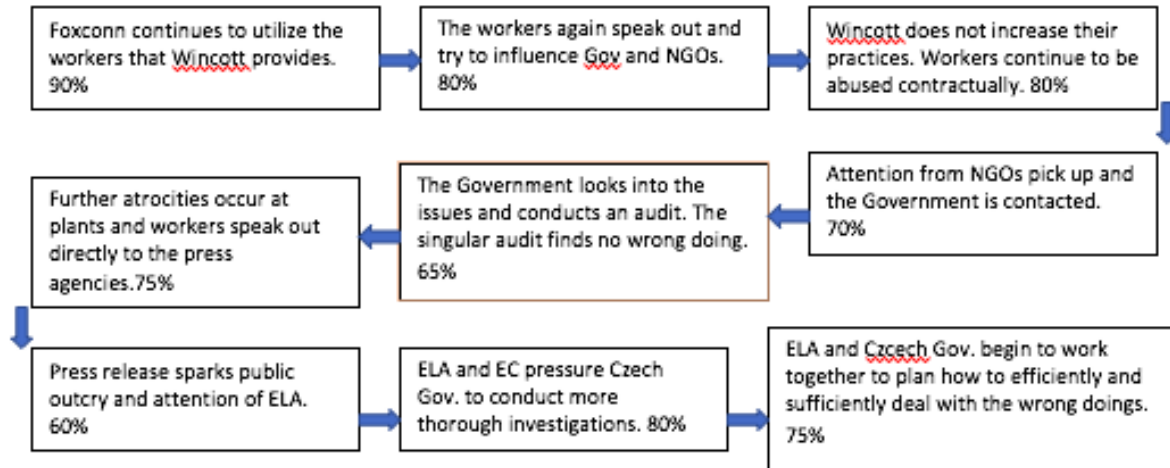 Foxconn continues to utilize the
workers that Wincott provides.
90%
The workers again speak out and
try to influence Gov and NGOs.
80%
Wincott does not increase their
practices. Workers continue to be
abused contractually. 80%
Attention from NGOs pick up and
the Government is contacted.
70%
The Government looks into the
issues and conducts an audit. The
singular audit finds no wrong doing.
65%
Further atrocities occur at
plants and workers speak out
directly to the press
agencies.75%
Press release sparks public
outcry and attention of ELA.
60%
ELA and EC pressure Czech
Gov. to conduct more
thorough investigations. 80%
ELA and Czcech Gov. begin to work
together to plan how to efficiently and
sufficiently deal with the wrong doings.
75%